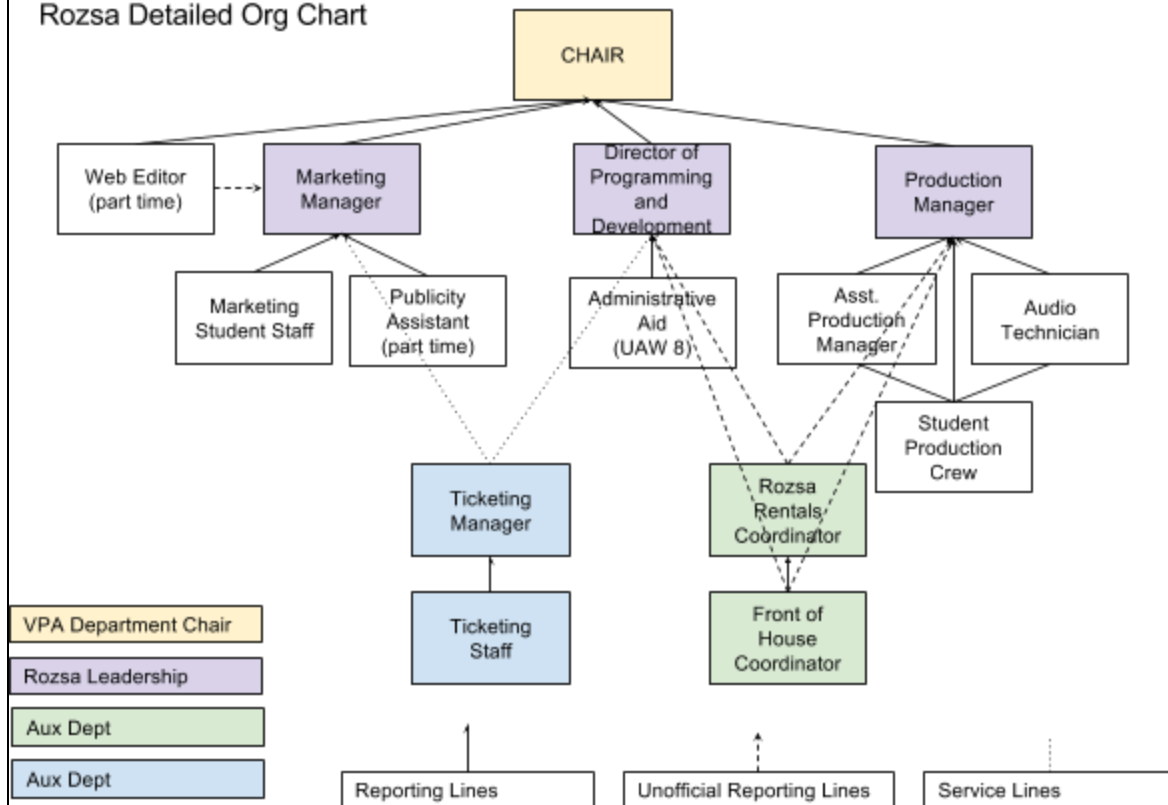 Rozsa Detailed Org Chart
CHAIR
Web Editor
(part time)
Marketing
Manager
Director of
Programming
and
Development
Production
Manager
Marketing
Student Staff
Publicity
Assistant
(part time)
Administrative
Aid
(UAW 8)
Asst.
Production
Manager
Audio
Technician
Student
Production
Crew
Ticketing
Manager
Rozsa
Rentals
Coordinator
Ticketing
Staff
Front of
House
Coordinator
VPA Department Chair
Rozsa Leadership
Aux Dept
Aux Dept
Reporting Lines
Unofficial Reporting Lines
Service Lines